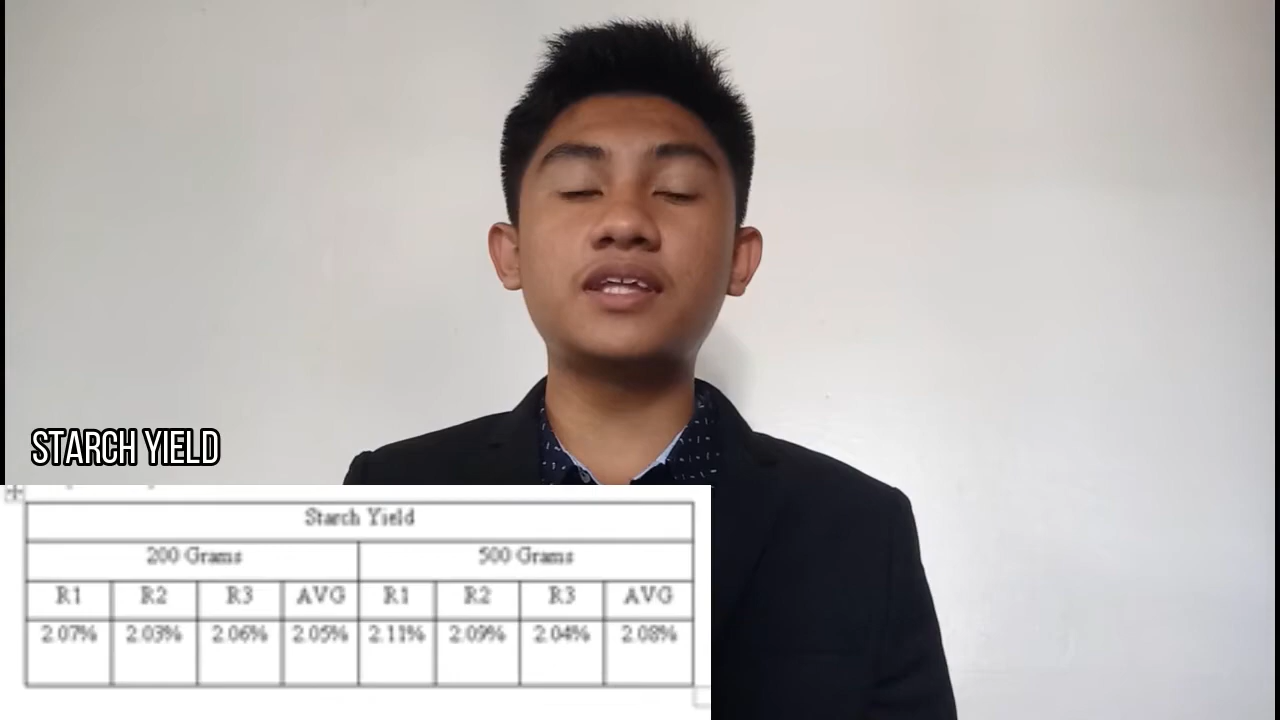 STARCH YIELD
Starch Yield
200 Grams 500 Grams
R1 R2 R3 AVG R1 R2 R3 AVG
2.07% 2.03% 2.06% 2.05% 2.11% 2.09% 2.04% 2.08%